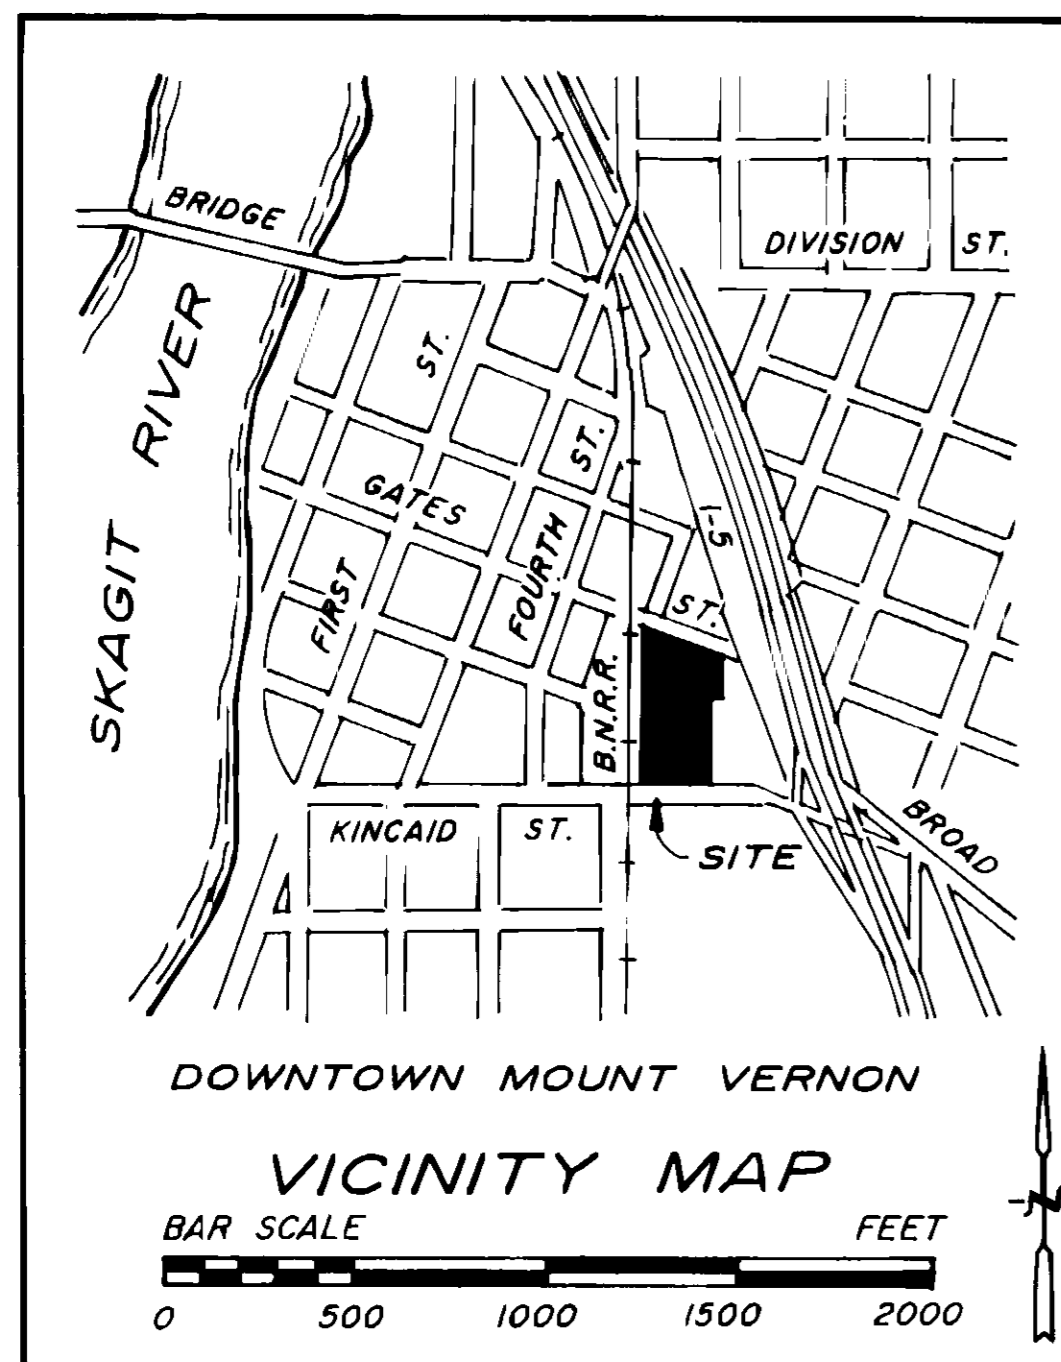 BRIDGE
DIVISION ST.
SKAGIT RIVER
ST.
ST.
GATES
I-5
FIRST
FOURTH
ST.
B.N.R.R.
KINCAID ST.
SITE
BROAD
DOWNTOWN MOUNT VERNON
VICINITY MAP
BAR SCALE FEET
0 500 1000 1500 2000
N